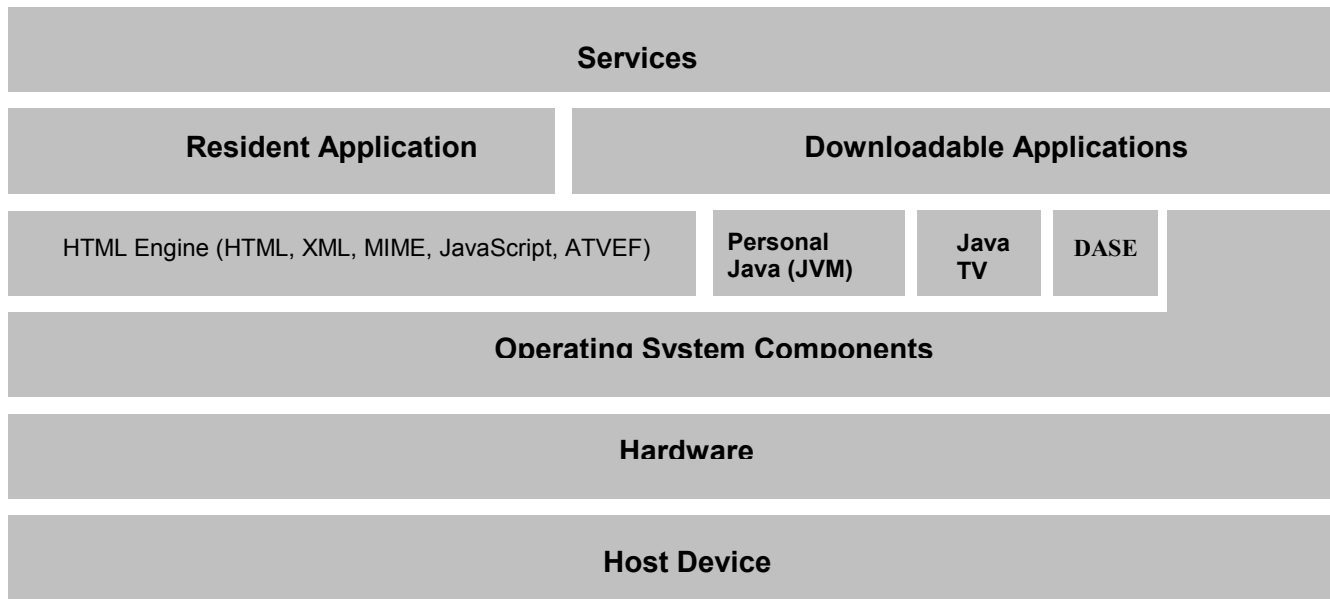 Services
Resident Application
Downloadable Applications
HTML Engine (HTML, XML, MIME, JavaScript, ATVEF)
Personal
Java (JVM)
Java
TV
DASE
Operating System Components
Hardware
Host Device